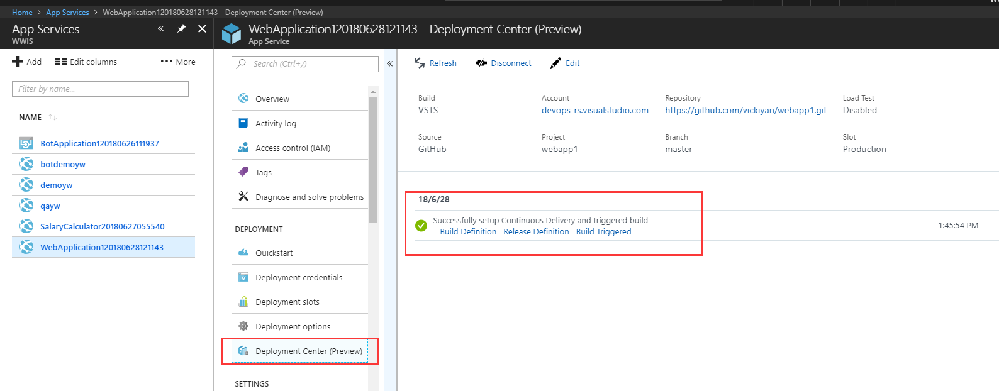 Home > App Services > WebApplication120180628121143 - Deployment Center (Preview)
App Services
WWIS
Add
Edit columns
More
Filter by name...
NAME
BotApplication120180626111937
botdemoyw
demoyw
qayw
SalaryCalculator20180627055540
WebApplication120180628121143
WebApplication120180628121143 - Deployment Center (Preview)
App Service
Search (Ctrl+/)
Overview
Activity log
Access control (IAM)
Tags
Diagnose and solve problems
DEPLOYMENT
Quickstart
Deployment credentials
Deployment slots
Deployment options
Deployment Center (Preview)
SETTINGS
Refresh
Disconnect
Edit
Build
VSTS
Account
devops-rs.visualstudio.com
Repository
https://github.com/vickiyan/webapp1.git
Load Test
Disabled
Source
GitHub
Project
webapp1
Branch
master
Slot
Production
18/6/28
Successfully setup Continuous Delivery and triggered build
Build Definition Release Definition Build Triggered
1:45:54 PM